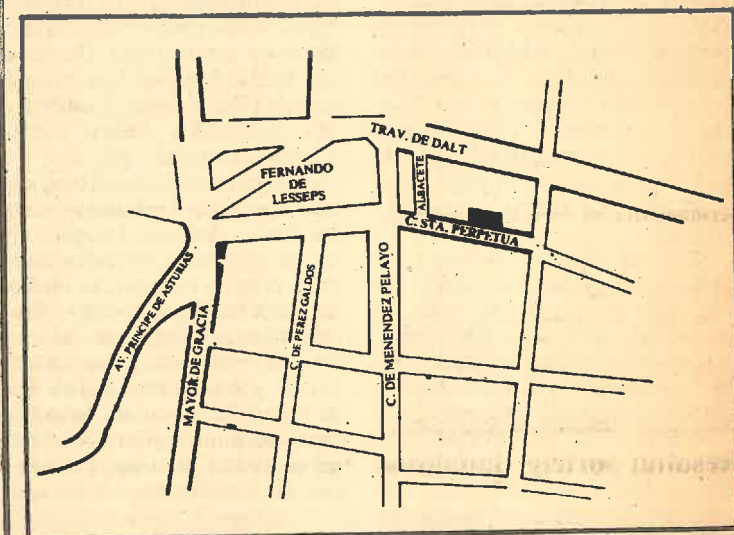 TRAV. DE DALT
FERNANDO
DE
LESSEPS
ALBACETE
C. STA. PERPETUA
AV. PRINCIPE DE ASTURIAS
MAYOR DE GRACIA
C. DE PEREZ GALDOS
C. DE MENENDEZ PELAYO